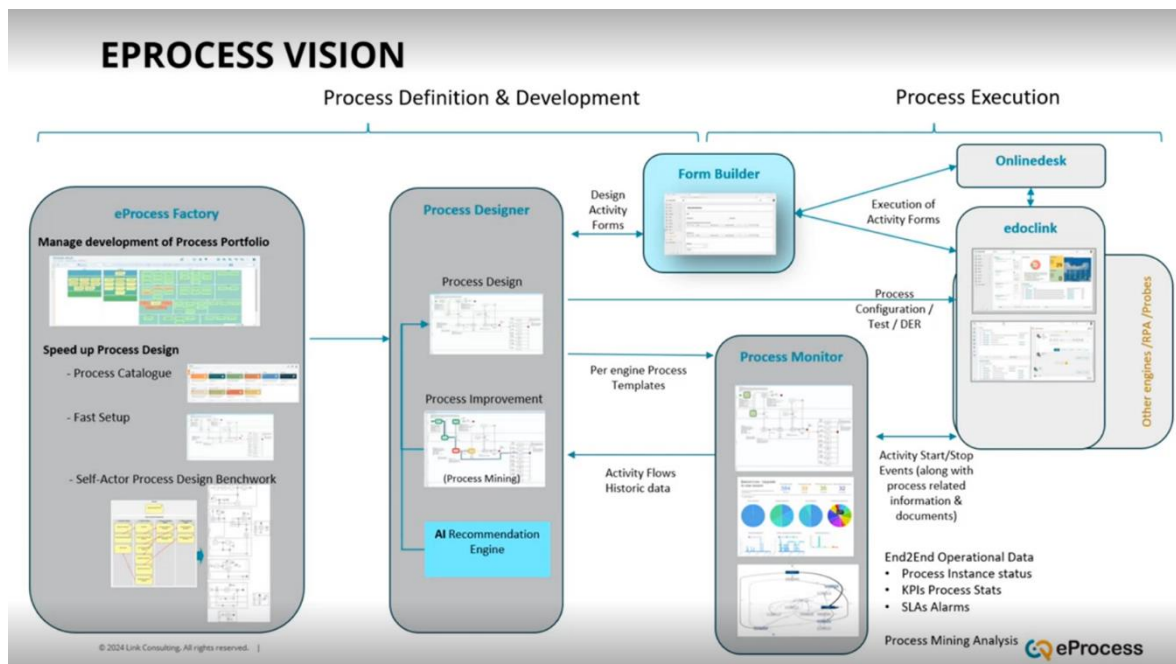 EPROCESS VISION
Process Definition & Development
Process Execution
eProcess Factory
Manage development of Process Portfolio
Speed up Process Design
- Process Catalogue
- Fast Setup
- Self-Actor Process Design Benchwork
Process Designer
Process Design
Process Improvement
(Process Mining)
AI Recommendation
Engine
Design
Activity
Forms
Form Builder
Execution of
Activity Forms
Onlinedesk
edoclink
Other engines /RPA /Probes
Process
Configuration /
Test / DER
Per engine Process
Templates
Activity Flows
Historic data
Process Monitor
Activity Start/Stop
Events (along with
process related
information &
documents)
End2End Operational Data
• Process Instance status
• KPIs Process Stats
• SLAs Alarms
Process Mining Analysis
eProcess
© 2024 Link Consulting. All rights reserved. |